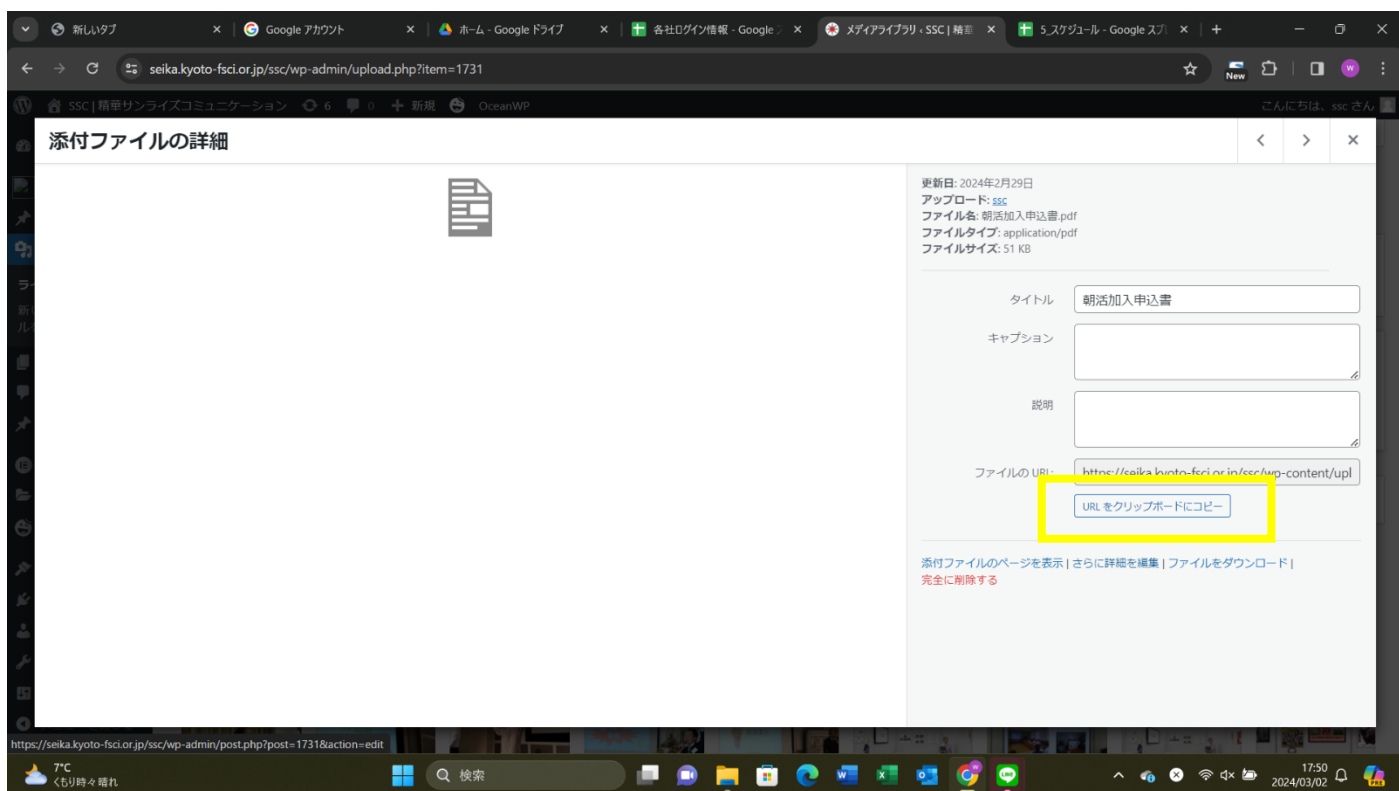 新しいタブ
Google アカウント
ホーム - Google ドライブ
各社ログイン情報 - Google ス
メディアライブラリ ‹ SSC | 精華
5_スケジュール - Google スプ
seika.kyoto-fsci.or.jp/ssc/wp-admin/upload.php?item=1731
New
w
SSC | 精華サンライズコミュニケーション 6 0 新規 OceanWP
こんにちは、ssc さん
添付ファイルの詳細
更新日: 2024年2月29日
アップロード: ssc
ファイル名: 朝活加入申込書.pdf
ファイルタイプ: application/pdf
ファイルサイズ: 51 KB
タイトル
朝活加入申込書
キャプション
説明
ファイルの URL:
https://seika.kyoto-fsci.or.jp/ssc/wp-content/upl
URL をクリップボードにコピー
添付ファイルのページを表示 | さらに詳細を編集 | ファイルをダウンロード |
完全に削除する
https://seika.kyoto-fsci.or.jp/ssc/wp-admin/post.php?post=1731&action=edit
7°C
くもり時々晴れ
検索
17:50
2024/03/02